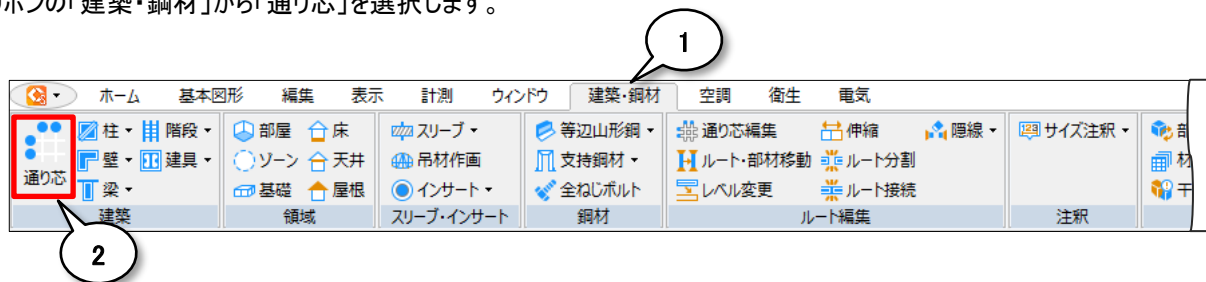 リボンの「建築・鋼材」から「通り芯」を選択します。
1
ホーム 基本図形 編集 表示 計測 ウィンドウ 建築・鋼材 空調 衛生 電気
通り芯
柱 階段
壁 建具
梁
建築
部屋 床
ゾーン 天井
基礎 屋根
領域
スリーブ
吊材作画
インサート
スリーブ・インサート
等辺山形鋼
支持鋼材
全ねじボルト
鋼材
通り芯編集 伸縮 隠線
ルート・部材移動 ルート分割
レベル変更 ルート接続
ルート編集
123 サイズ注釈
注釈
部
材
干
2